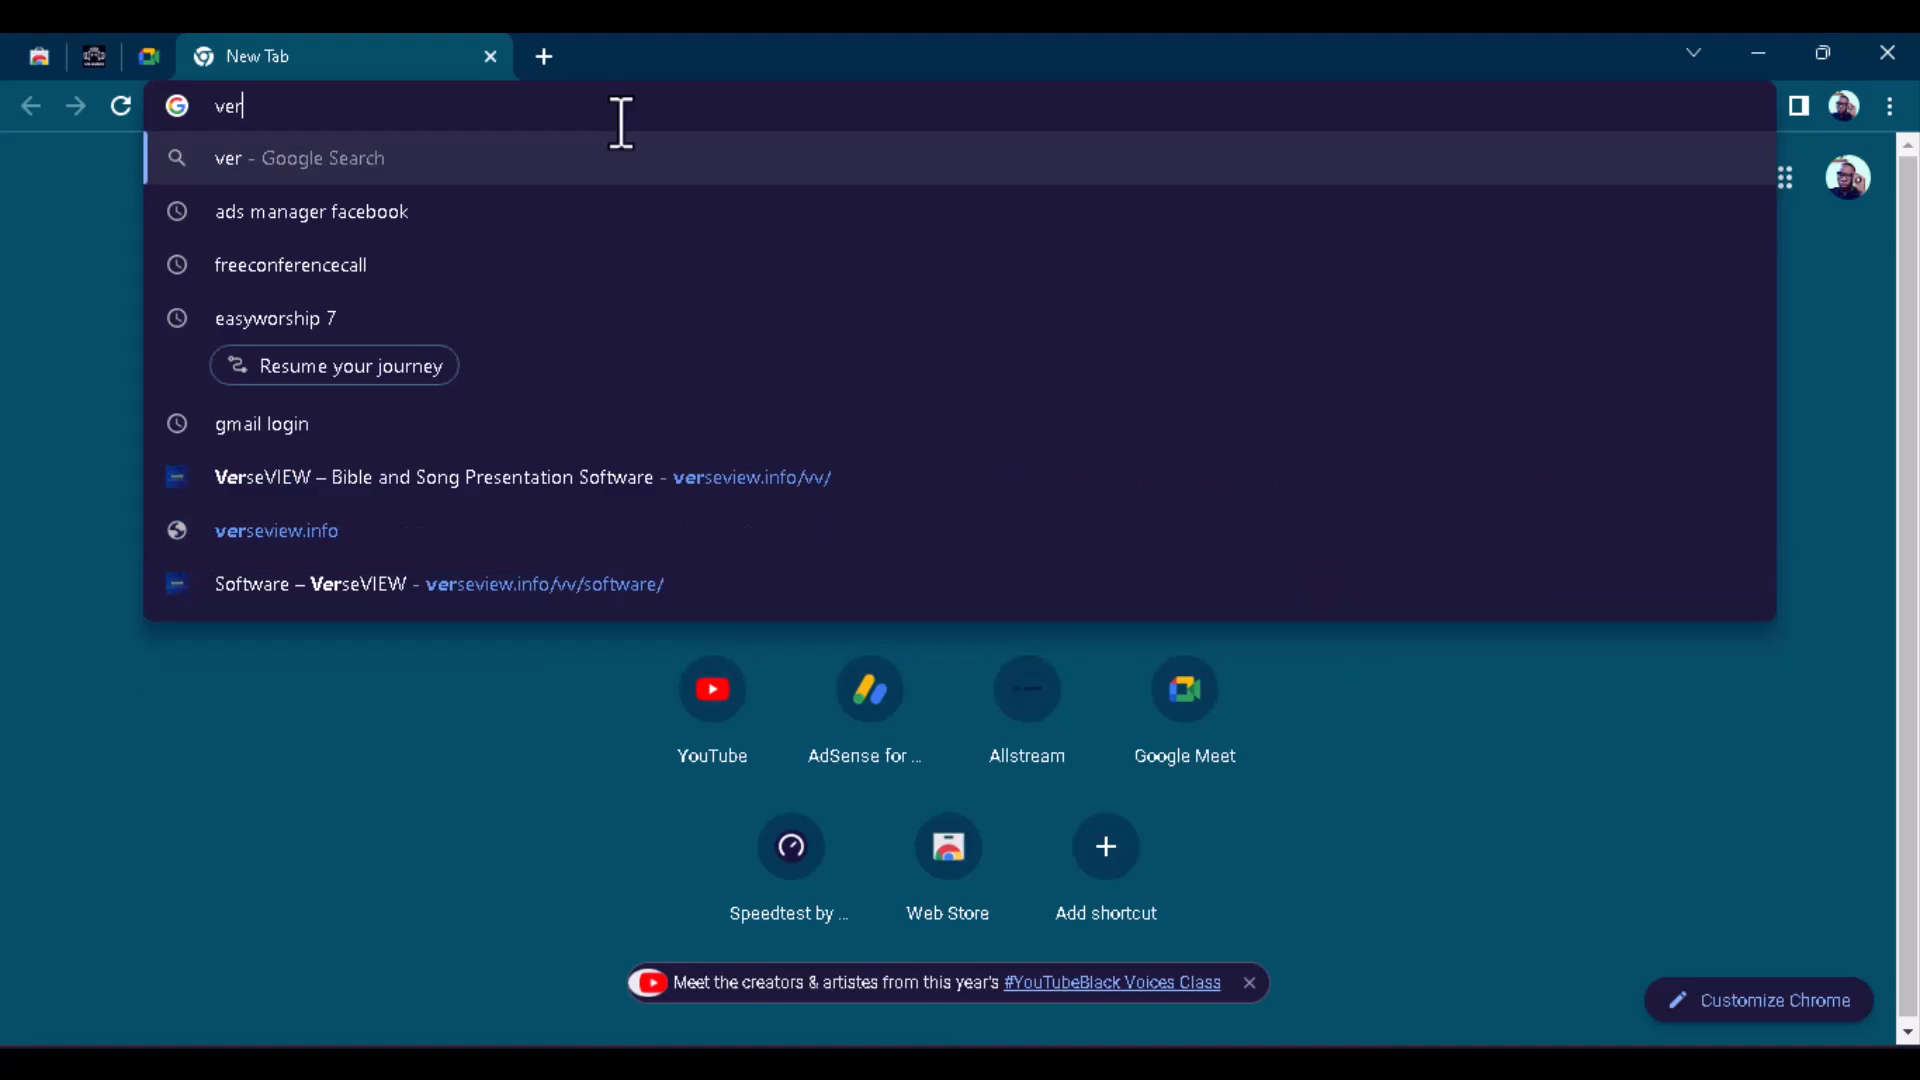 New Tab
ver
ver - Google Search
ads manager facebook
freeconferencecall
easyworship 7
Resume your journey
gmail login
VerseVIEW – Bible and Song Presentation Software - verseview.info/vv/
verseview.info
Software – VerseVIEW - verseview.info/vv/software/
YouTube
AdSense for ...
Allstream
Google Meet
Speedtest by ...
Web Store
Add shortcut
Meet the creators & artistes from this year's #YouTubeBlack Voices Class
Customize Chrome